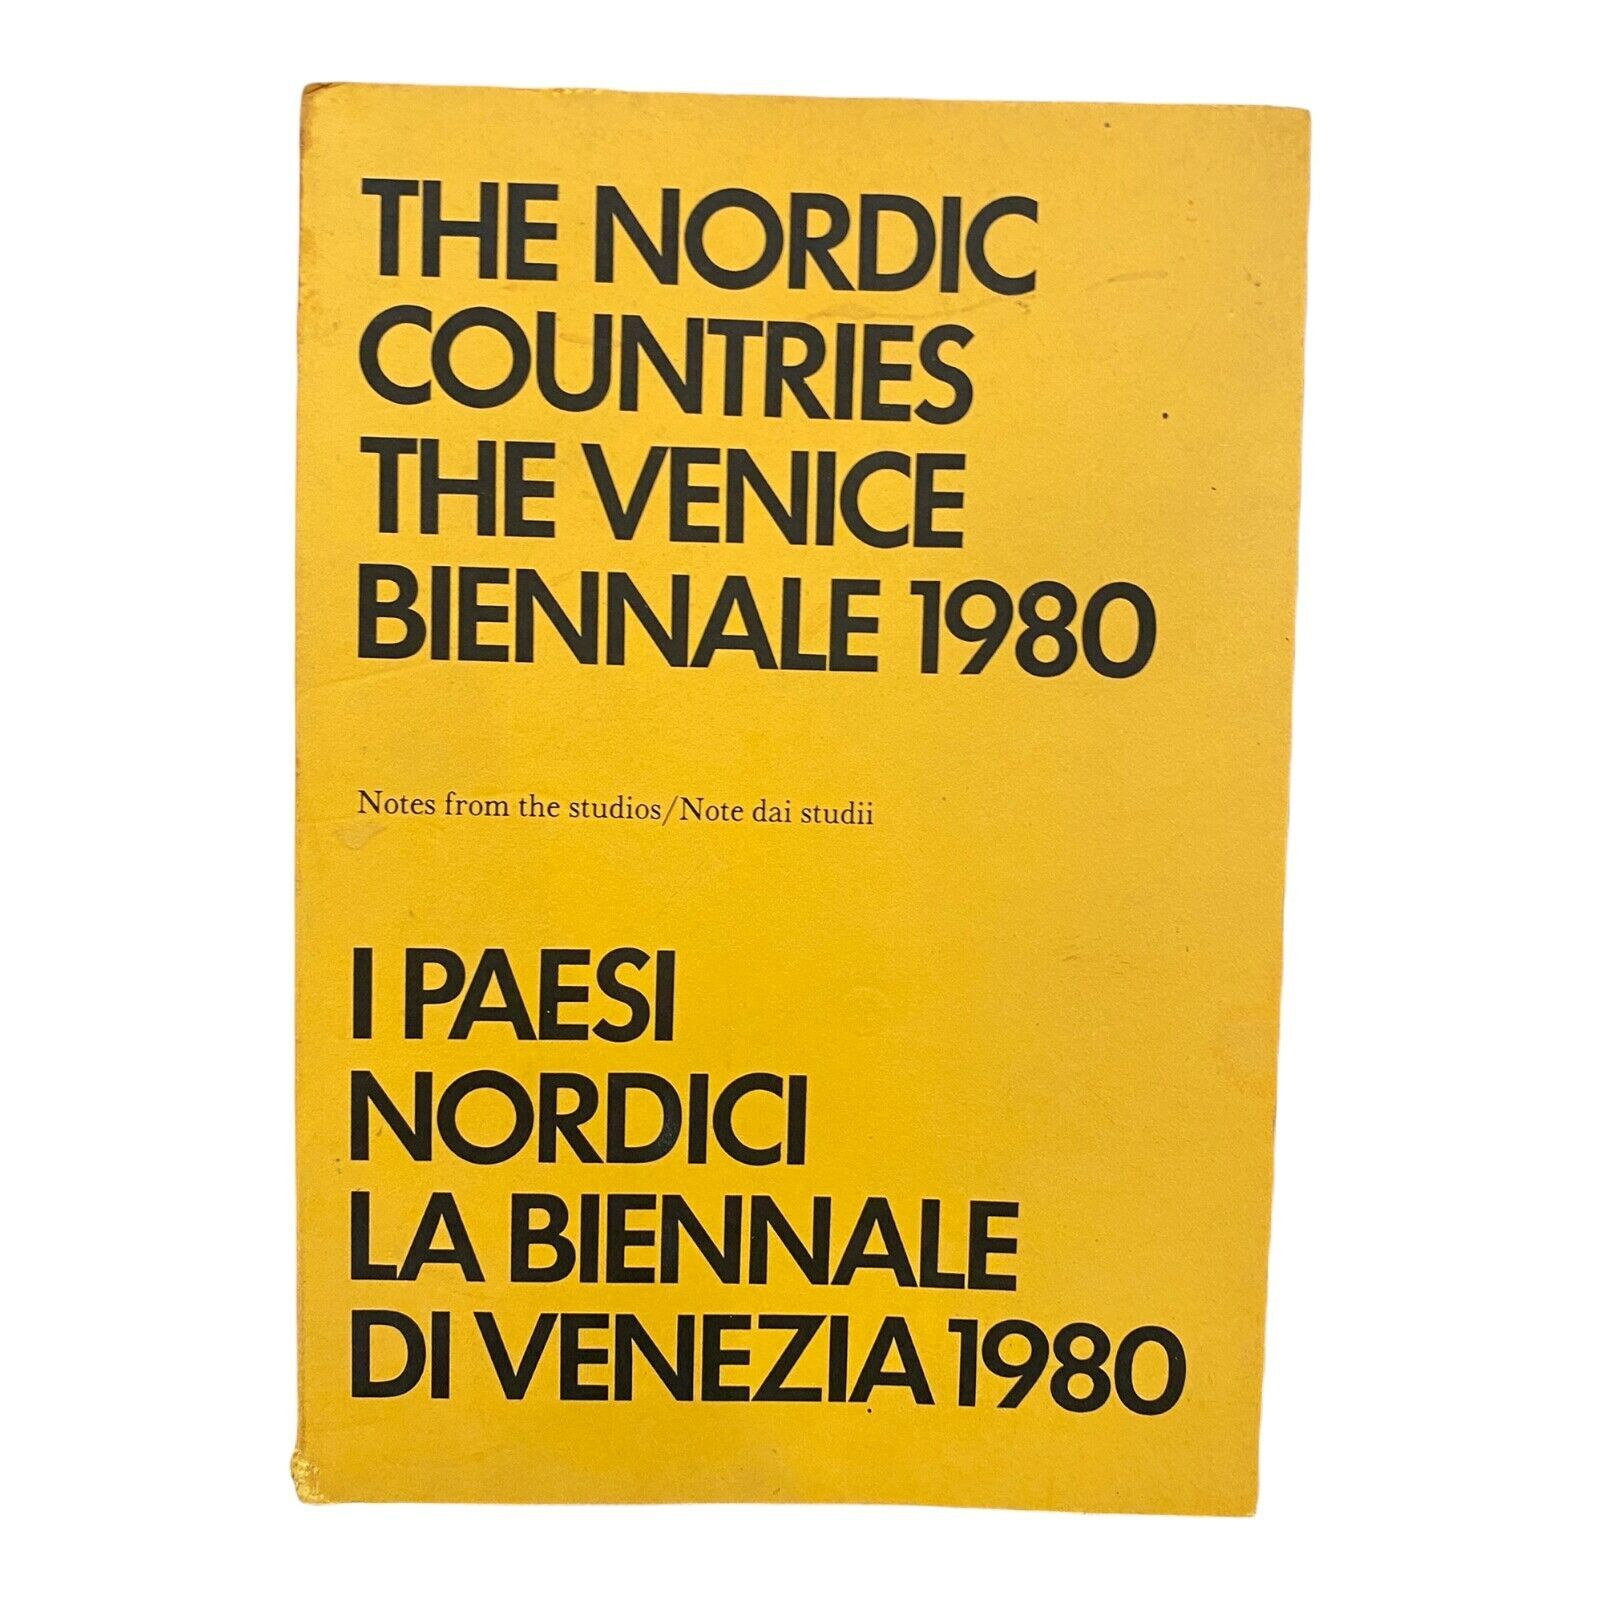 THE NORDIC
COUNTRIES
THE VENICE
BIENNALE 1980
Notes from the studios/Note dai studii
I PAESI
NORDICI
LA BIENNALE
DI VENEZIA 1980